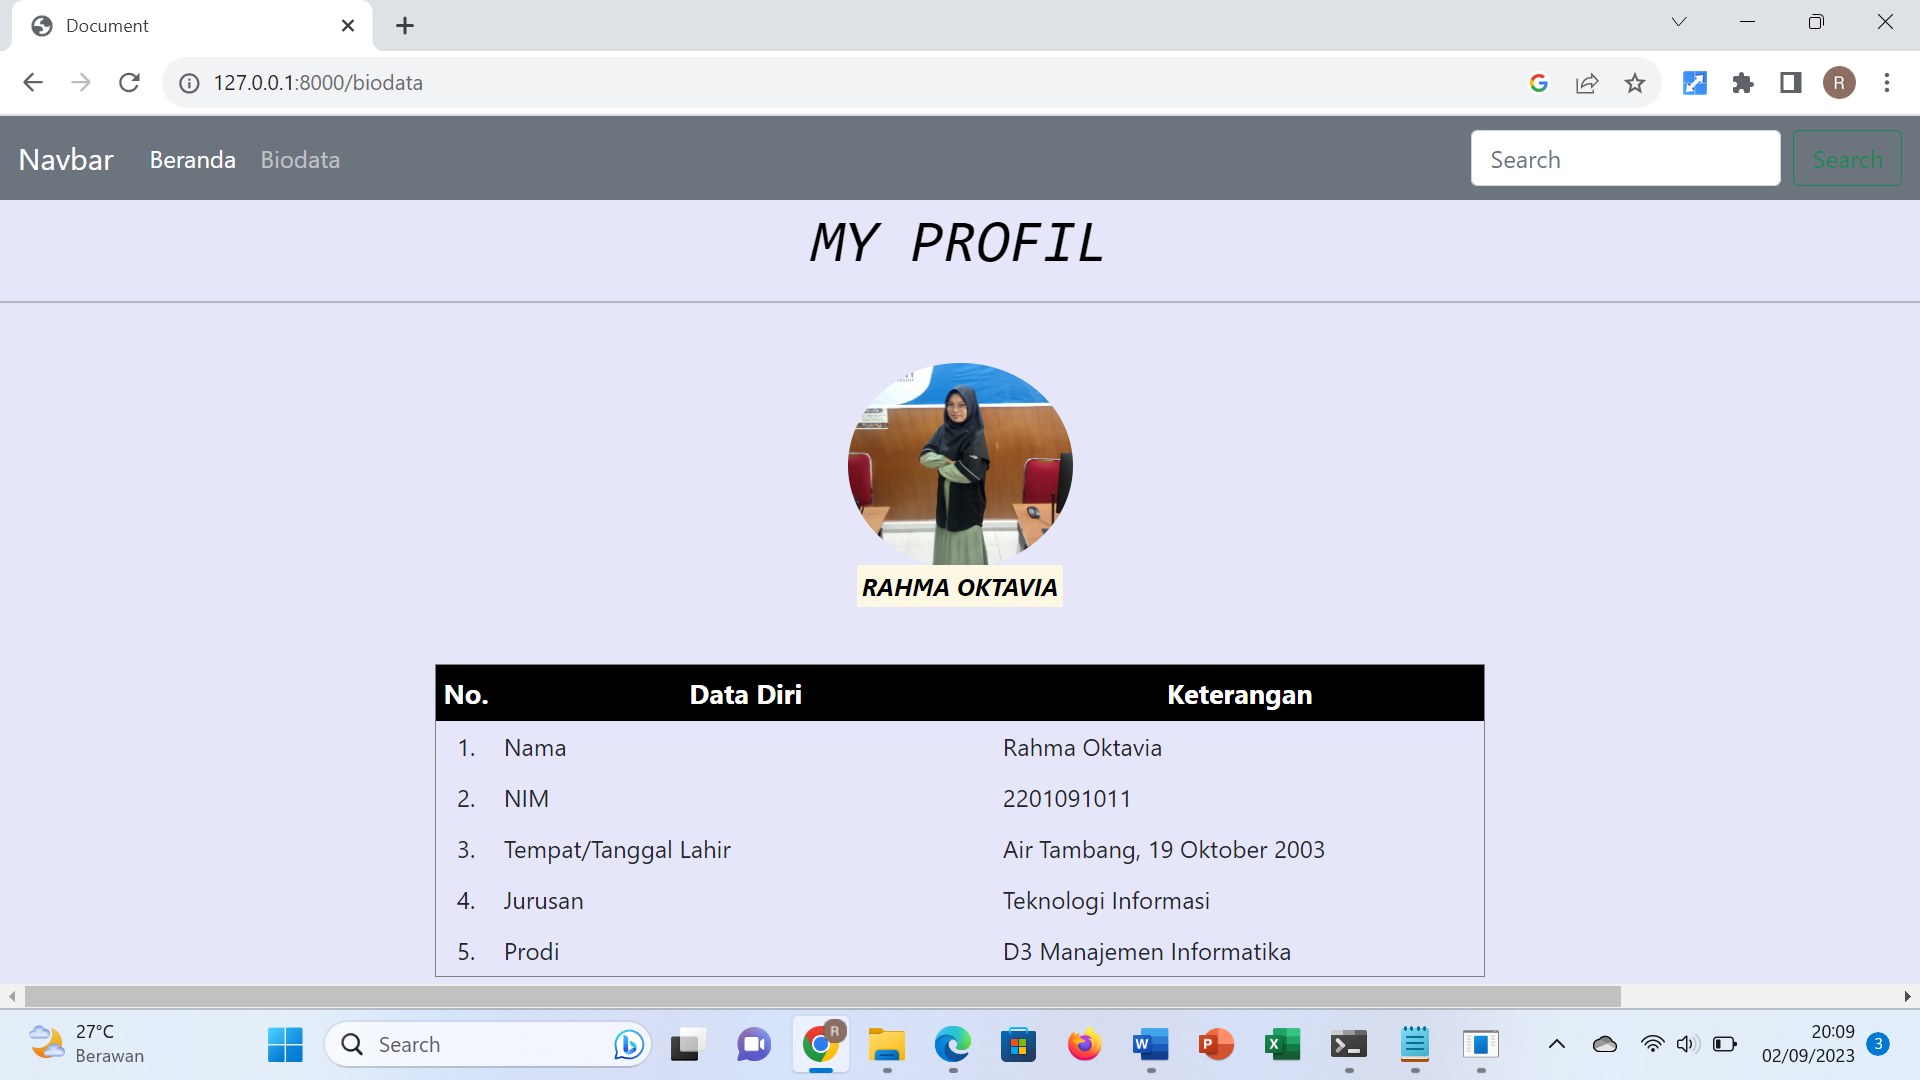 Document
127.0.0.1:8000/biodata
R
Navbar Beranda Biodata Search Search
MY PROFIL
RAHMA OKTAVIA
No. Data Diri Keterangan
1. Nama Rahma Oktavia
2. NIM 2201091011
3. Tempat/Tanggal Lahir Air Tambang, 19 Oktober 2003
4. Jurusan Teknologi Informasi
5. Prodi D3 Manajemen Informatika
27°C
Berawan
Search
R
20:09
02/09/2023
3